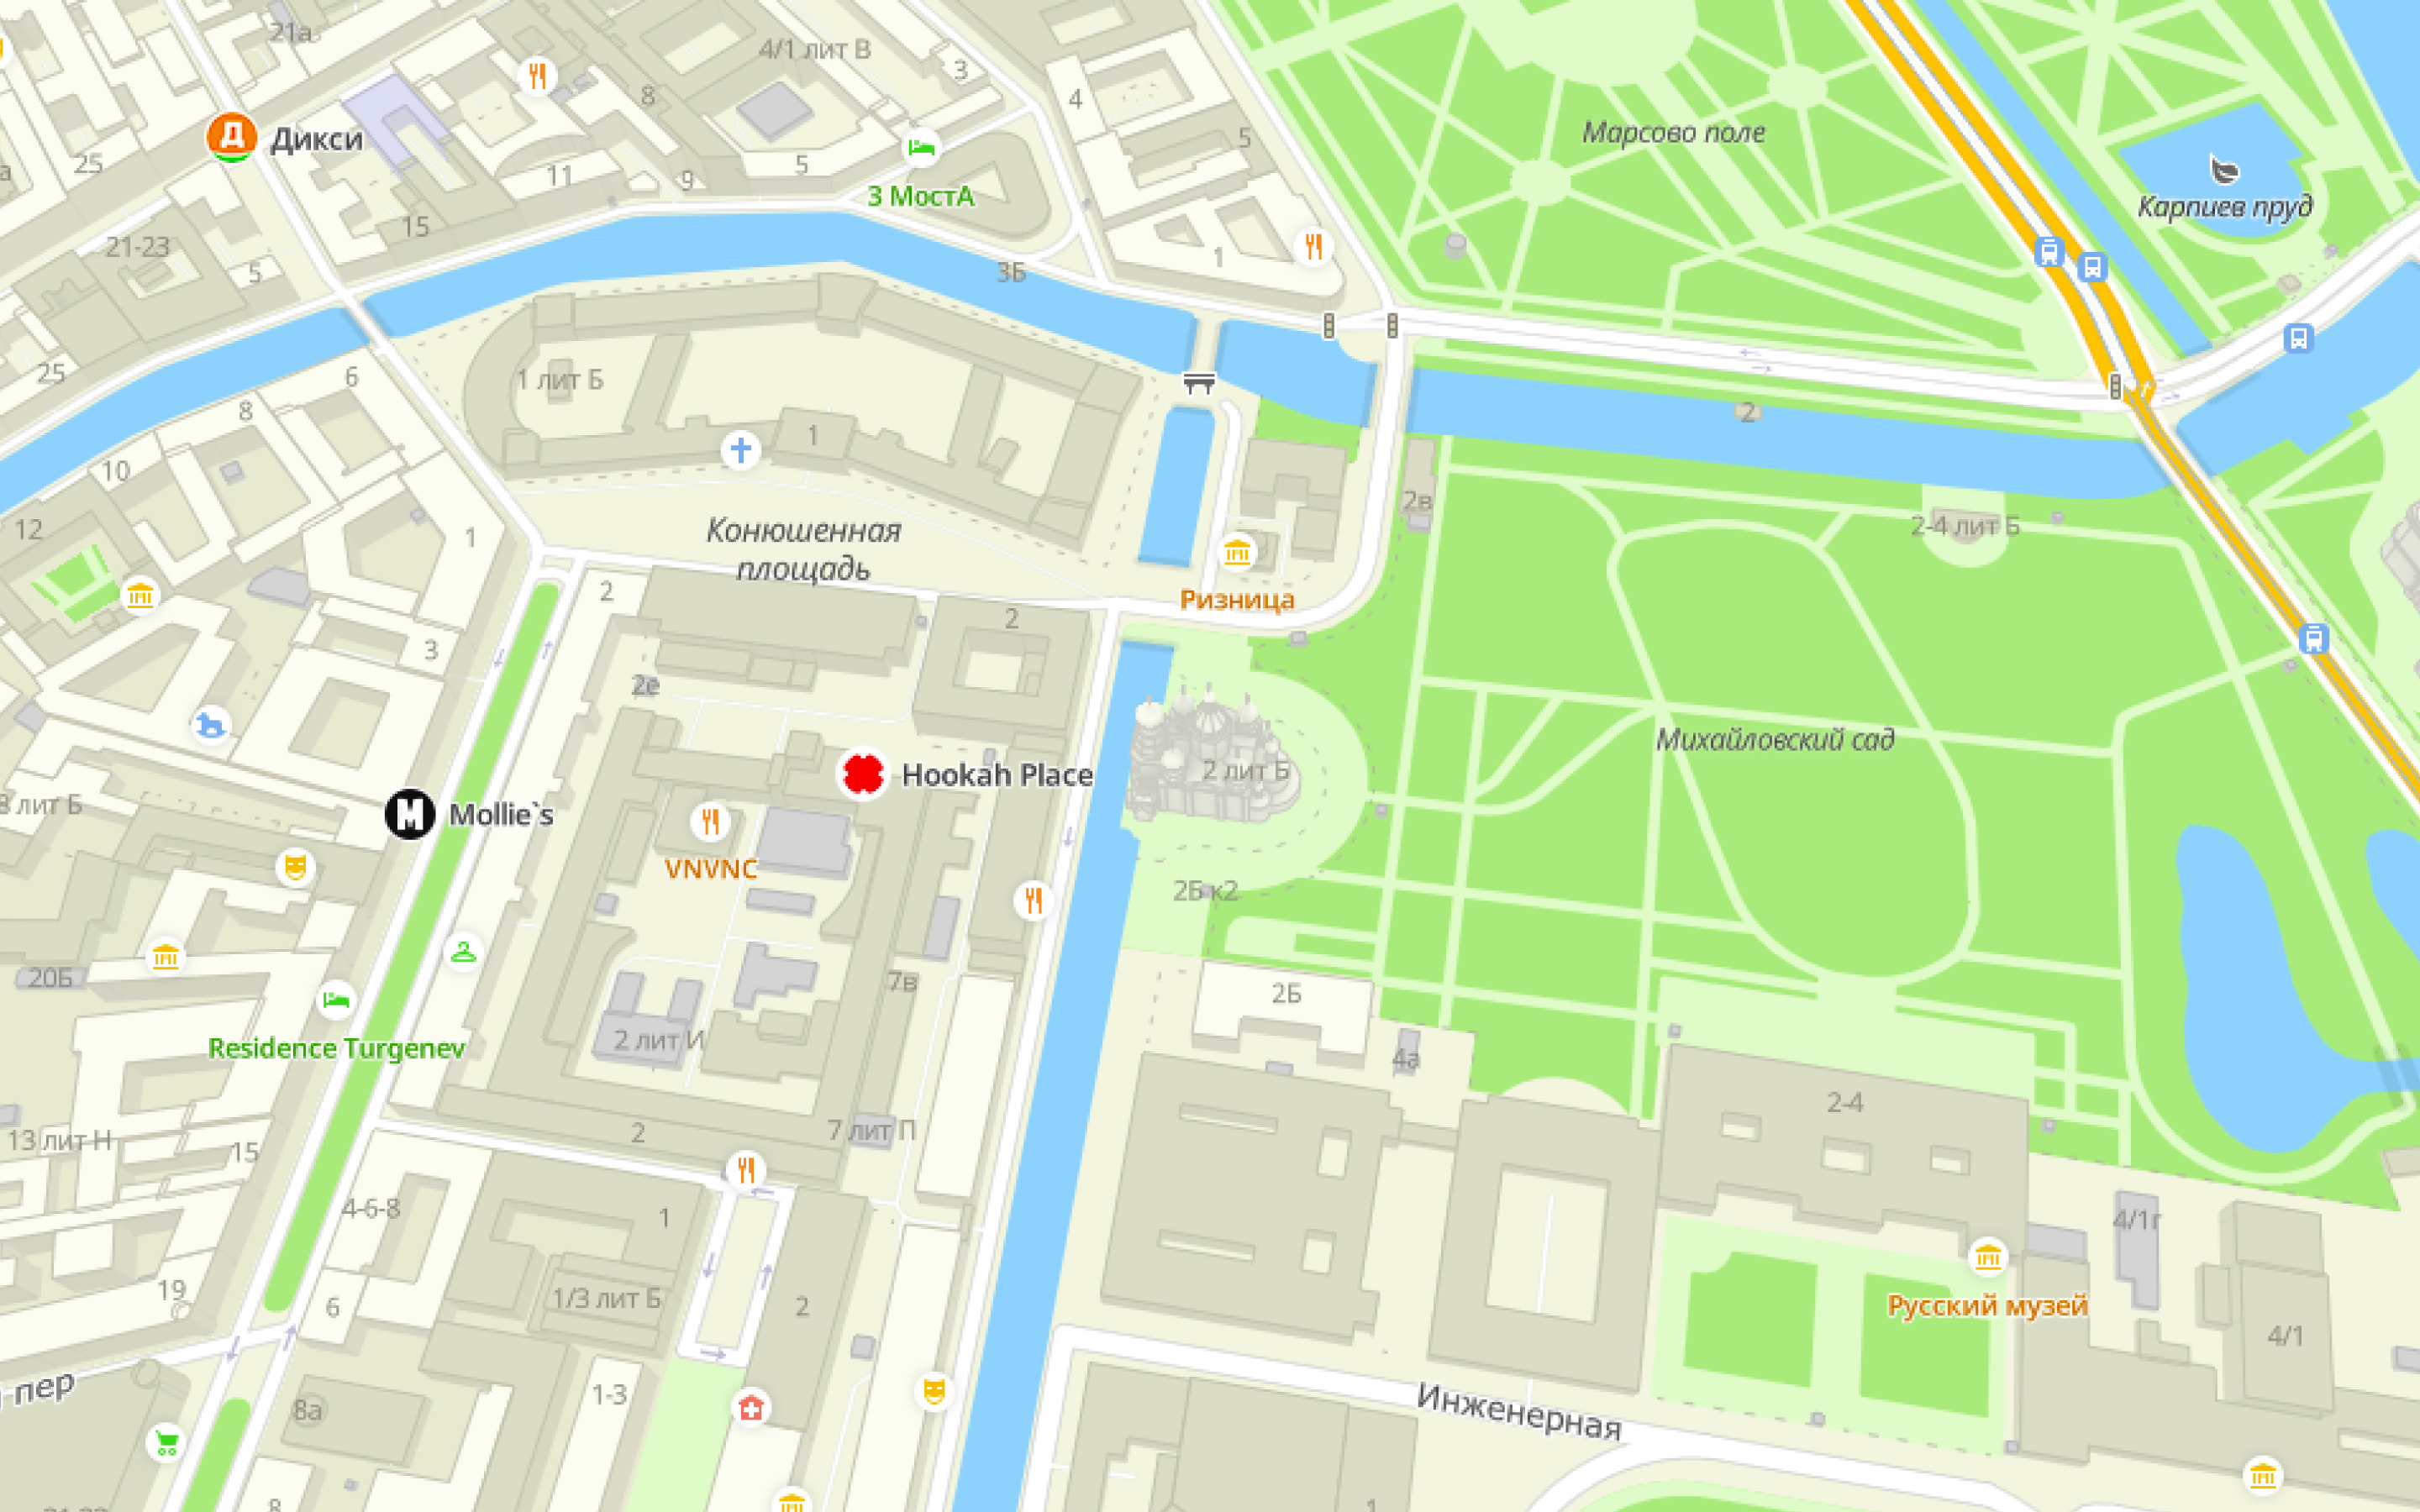 21а
4/1 лит В
3
4
8
Дикси
5
Марсово поле
25
11
9
5
Карпиев пруд
3 МостА
15
21-23
1
5
3Б
25
6
1 лит Б
8
1
2
10
2в
12
1
Конюшенная
площадь
2-4 лит Б
2
Ризница
2
3
2е
Михайловский сад
Hookah Place
2 лит Б
8 лит Б
Mollie`s
VNVNC
2Б к2
20Б
7в
2Б
2 лит И
Residence Turgenev
4а
2-4
13 лит Н
2
7 лит П
15
4-6-8
1
4/1г
19
1/3 лит Б
2
6
Русский музей
4/1
пер
1-3
8а
Инженерная
8
1